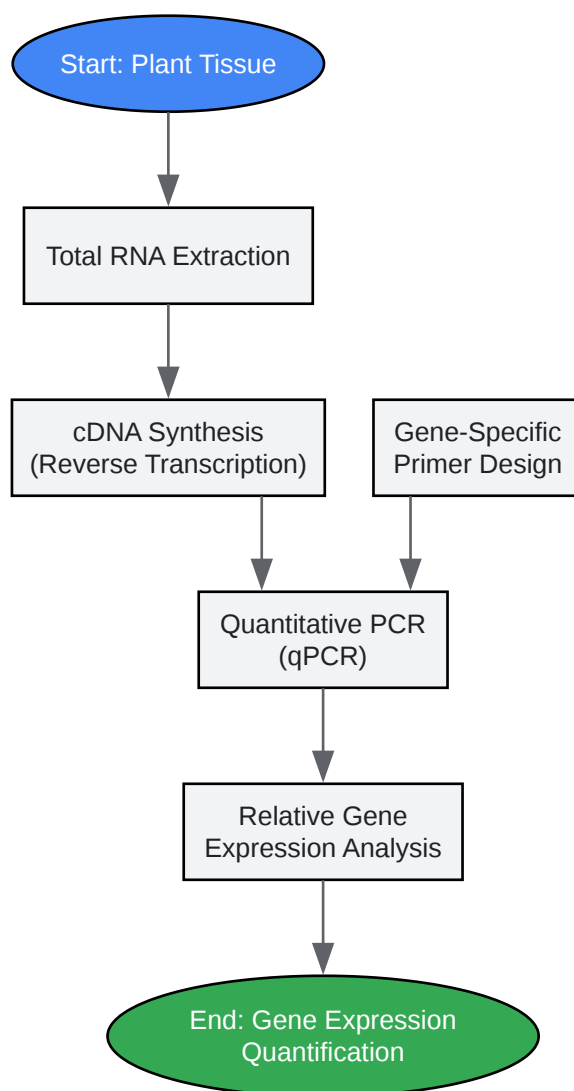 Start: Plant Tissue
Total RNA Extraction
cDNA Synthesis
(Reverse Transcription)
Gene-Specific
Primer Design
Quantitative PCR
(qPCR)
Relative Gene
Expression Analysis
End: Gene Expression
Quantification